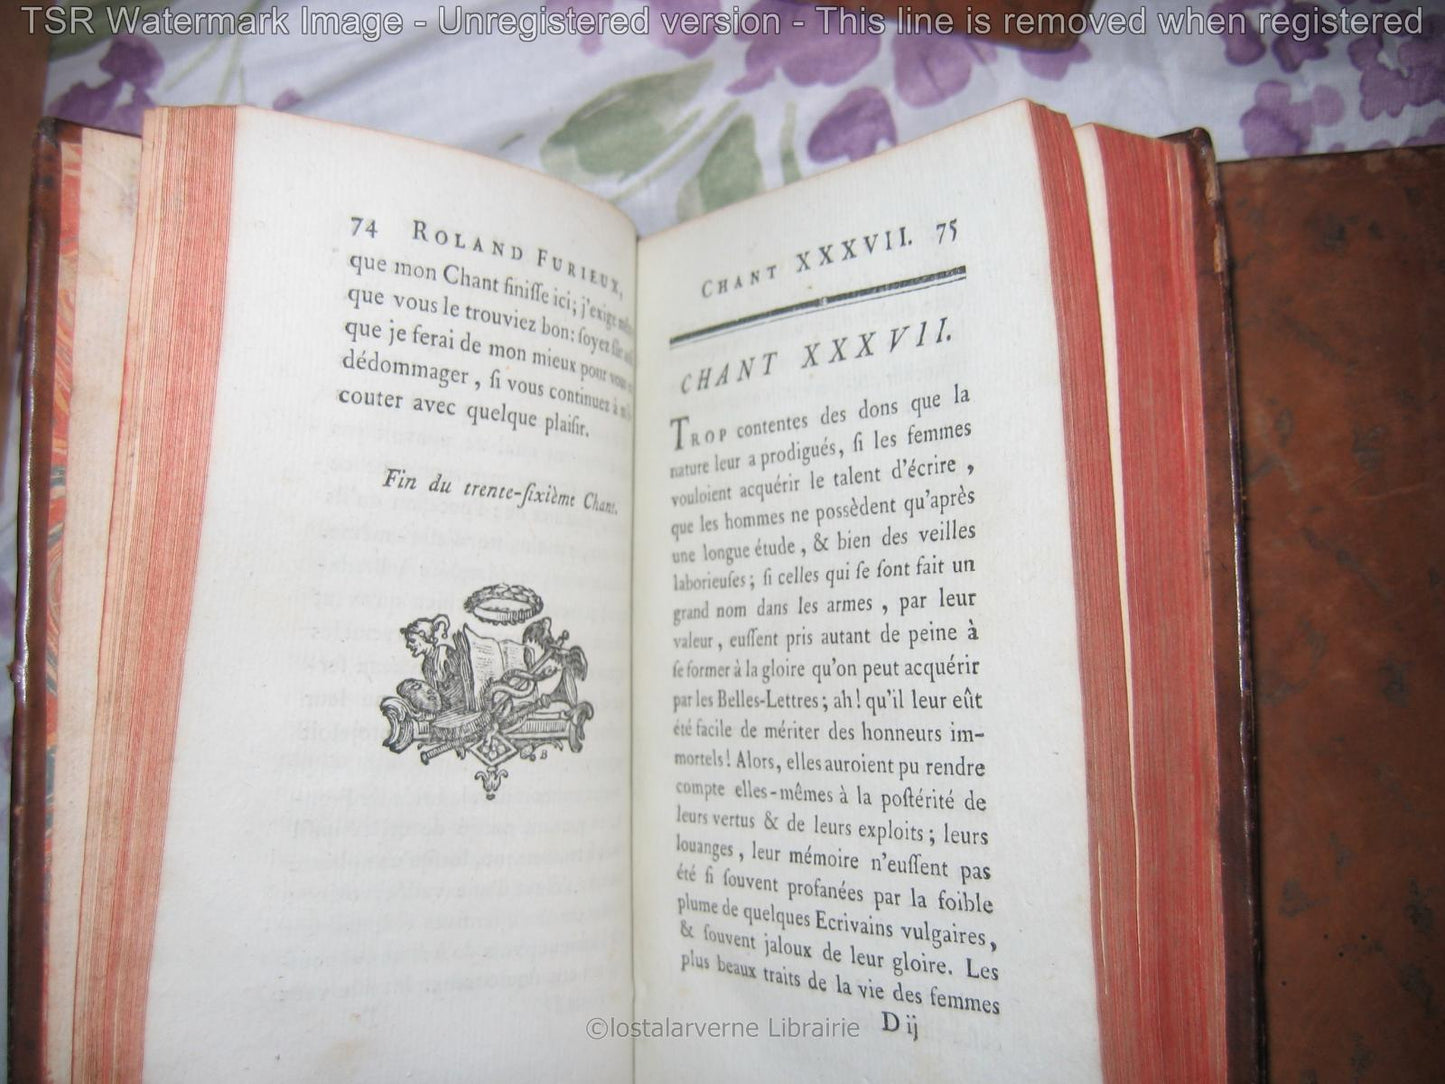 TSR Watermark Image - Unregistered version - This line is removed when registered
74 ROLAND FURIEUX,
que mon Chant finiſſe ici; j'exige
que vous le trouviez bon: ſoyez
que je ferai de mon mieux pour vous
dédommager, ſi vous continuez à
couter avec quelque plaiſir.
Fin du trente-ſixième Chant.
B
CHANT XXXVII. 75
CHANT XXXVII.
TROP contentes des dons que la
nature leur a prodigués, ſi les femmes
vouloient acquérir le talent d'écrire,
que les hommes ne possèdent qu'après
une longue étude, & bien des veilles
laborieuſes; ſi celles qui ſe ſont fait un
grand nom dans les armes, par leur
valeur, euſſent pris autant de peine à
ſe former à la gloire qu'on peut acquérir
par les Belles-Lettres; ah! qu'il leur eût
été facile de mériter des honneurs im-
mortels! Alors, elles auroient pu rendre
compte elles-mêmes à la poſtérité de
leurs vertus & de leurs exploits; leurs
louanges, leur mémoire n'euſſent pas
été ſi ſouvent profanées par la foible
plume de quelques Ecrivains vulgaires,
& ſouvent jaloux de leur gloire. Les
plus beaux traits de la vie des femmes
D ij
©lostalarverne Librairie